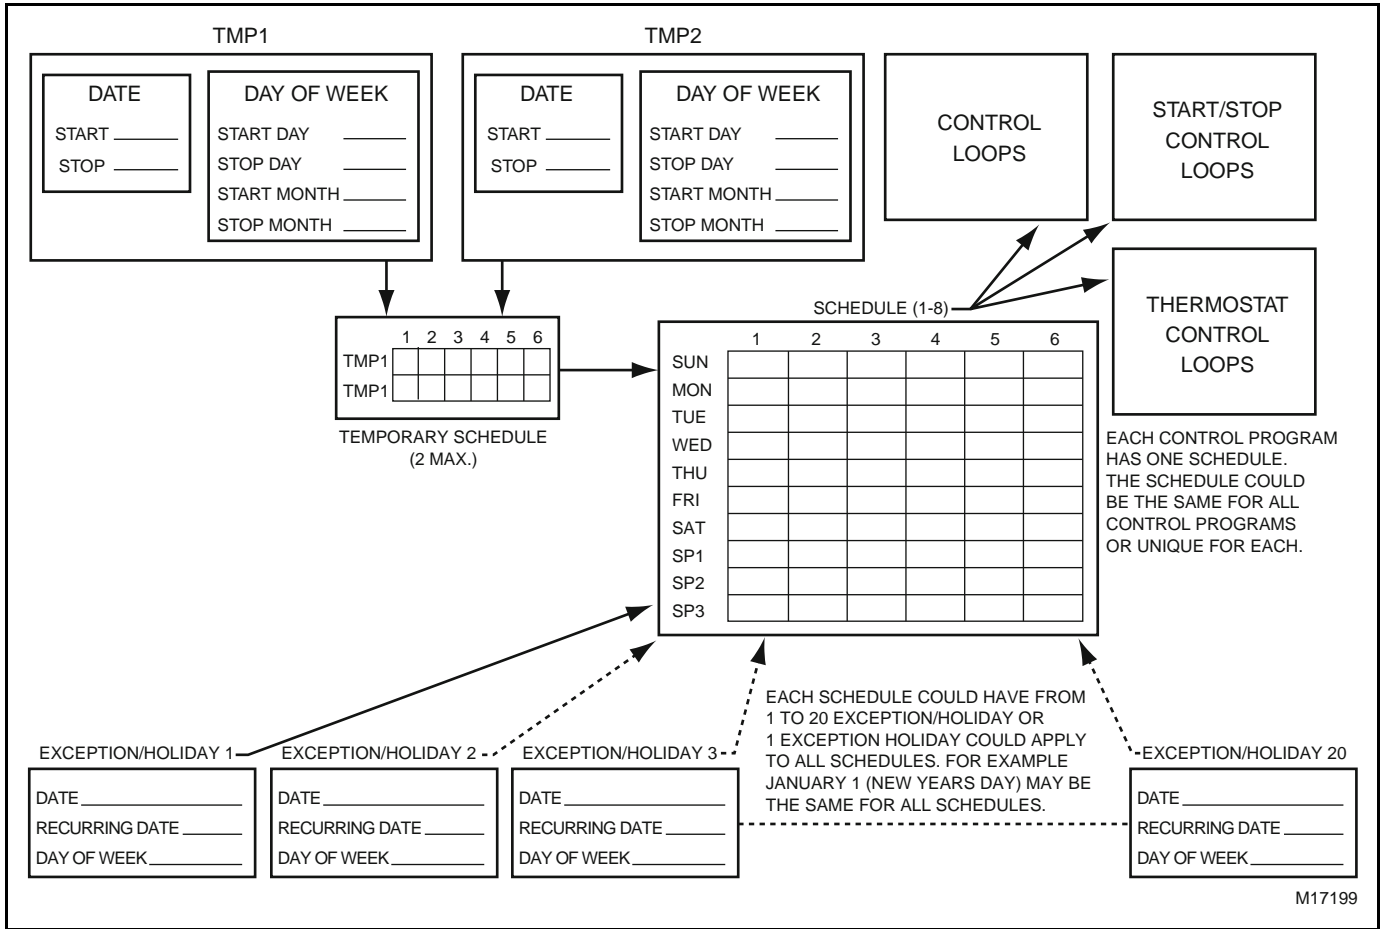 TMP1
DATE
START
STOP
DAY OF WEEK
START DAY
STOP DAY
START MONTH
STOP MONTH
TMP2
DATE
START
STOP
DAY OF WEEK
START DAY
STOP DAY
START MONTH
STOP MONTH
CONTROL
LOOPS
START/STOP
CONTROL
LOOPS
THERMOSTAT
CONTROL
LOOPS
EACH CONTROL PROGRAM
HAS ONE SCHEDULE.
THE SCHEDULE COULD
BE THE SAME FOR ALL
CONTROL PROGRAMS
OR UNIQUE FOR EACH.
1 2 3 4 5 6
TMP1
TMP1
TEMPORARY SCHEDULE
(2 MAX.)
SCHEDULE (1-8)
1 2 3 4 5 6
SUN
MON
TUE
WED
THU
FRI
SAT
SP1
SP2
SP3
EACH SCHEDULE COULD HAVE FROM
1 TO 20 EXCEPTION/HOLIDAY OR
1 EXCEPTION HOLIDAY COULD APPLY
TO ALL SCHEDULES. FOR EXAMPLE
JANUARY 1 (NEW YEARS DAY) MAY BE
THE SAME FOR ALL SCHEDULES.
EXCEPTION/HOLIDAY 1
DATE
RECURRING DATE
DAY OF WEEK
EXCEPTION/HOLIDAY 2
DATE
RECURRING DATE
DAY OF WEEK
EXCEPTION/HOLIDAY 3
DATE
RECURRING DATE
DAY OF WEEK
EXCEPTION/HOLIDAY 20
DATE
RECURRING DATE
DAY OF WEEK
M17199